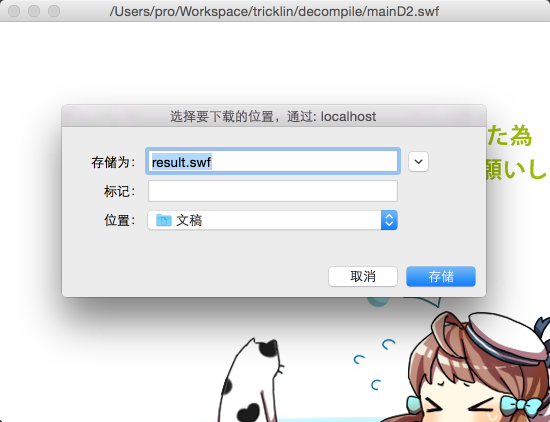 /Users/pro/Workspace/tricklin/decompile/mainD2.swf
选择要下载的位置，通过: localhost
た為
存储为：
result.swf
願いし
标记：
位置：
文稿
取消
存储